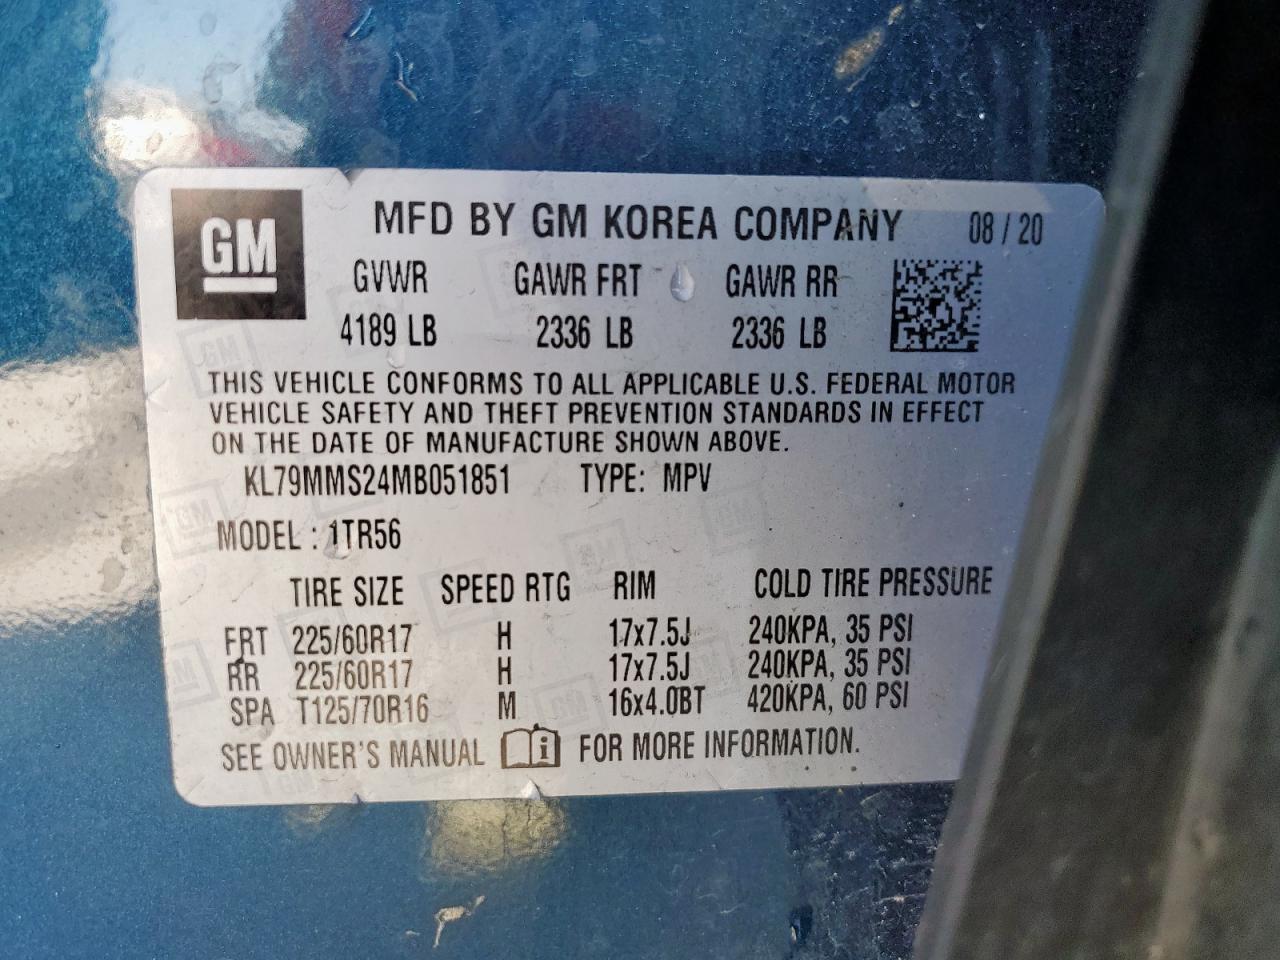 GM
MFD BY GM KOREA COMPANY 08 / 20
GVWR GAWR FRT GAWR RR
4189 LB 2336 LB 2336 LB
THIS VEHICLE CONFORMS TO ALL APPLICABLE U.S. FEDERAL MOTOR
VEHICLE SAFETY AND THEFT PREVENTION STANDARDS IN EFFECT
ON THE DATE OF MANUFACTURE SHOWN ABOVE.
KL79MMS24MB051851 TYPE: MPV
MODEL : 1TR56
TIRE SIZE SPEED RTG RIM COLD TIRE PRESSURE
FRT 225/60R17 H 17x7.5J 240KPA, 35 PSI
RR 225/60R17 H 17x7.5J 240KPA, 35 PSI
SPA T125/70R16 M 16x4.0BT 420KPA, 60 PSI
SEE OWNER'S MANUAL i FOR MORE INFORMATION.